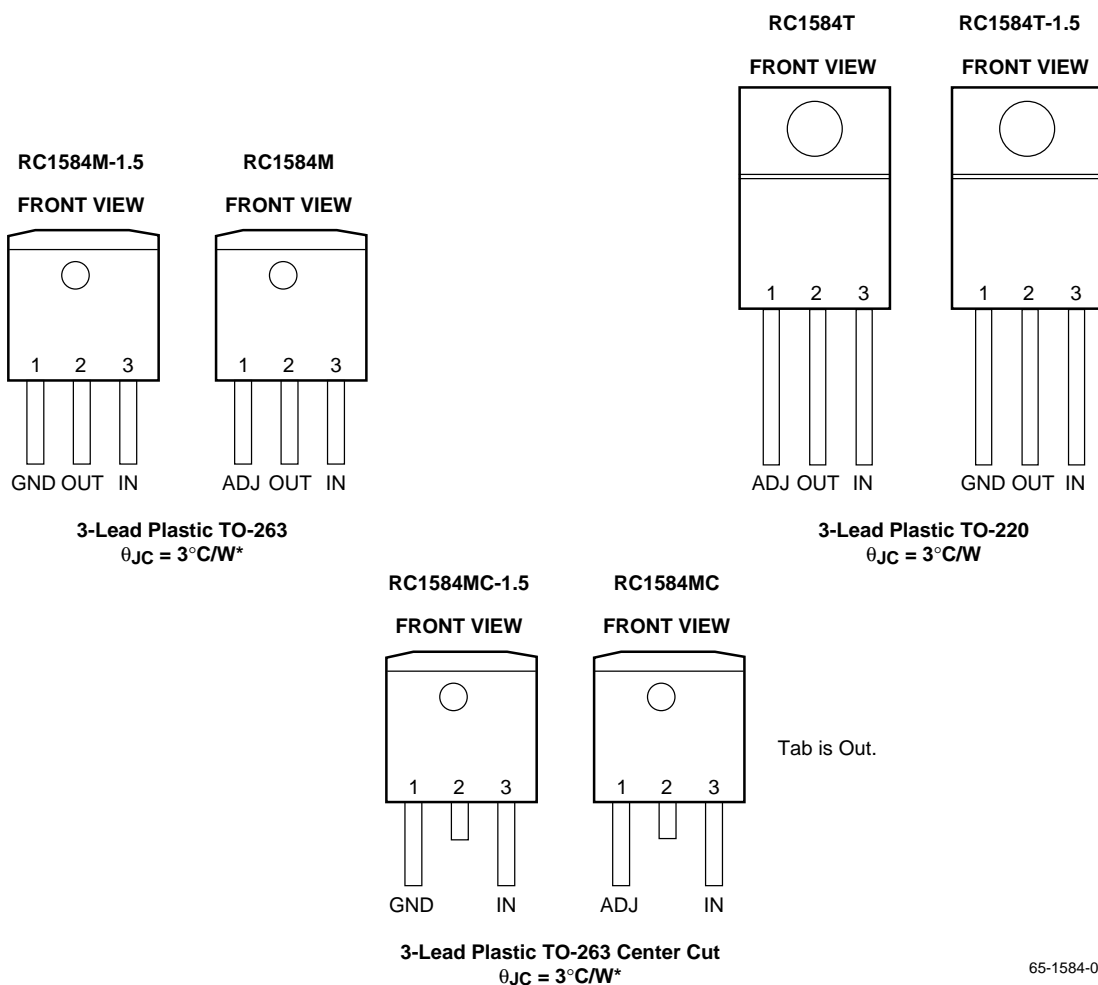 RC1584T RC1584T-1.5
FRONT VIEW FRONT VIEW
RC1584M-1.5 RC1584M
FRONT VIEW FRONT VIEW
1 2 3 1 2 3
1 2 3 1 2 3
GND OUT IN ADJ OUT IN ADJ OUT IN GND OUT IN
3-Lead Plastic TO-263
θJC = 3°C/W*
3-Lead Plastic TO-220
θJC = 3°C/W
RC1584MC-1.5 RC1584MC
FRONT VIEW FRONT VIEW
Tab is Out.
1 2 3 1 2 3
GND IN ADJ IN
3-Lead Plastic TO-263 Center Cut
θJC = 3°C/W*
65-1584-0